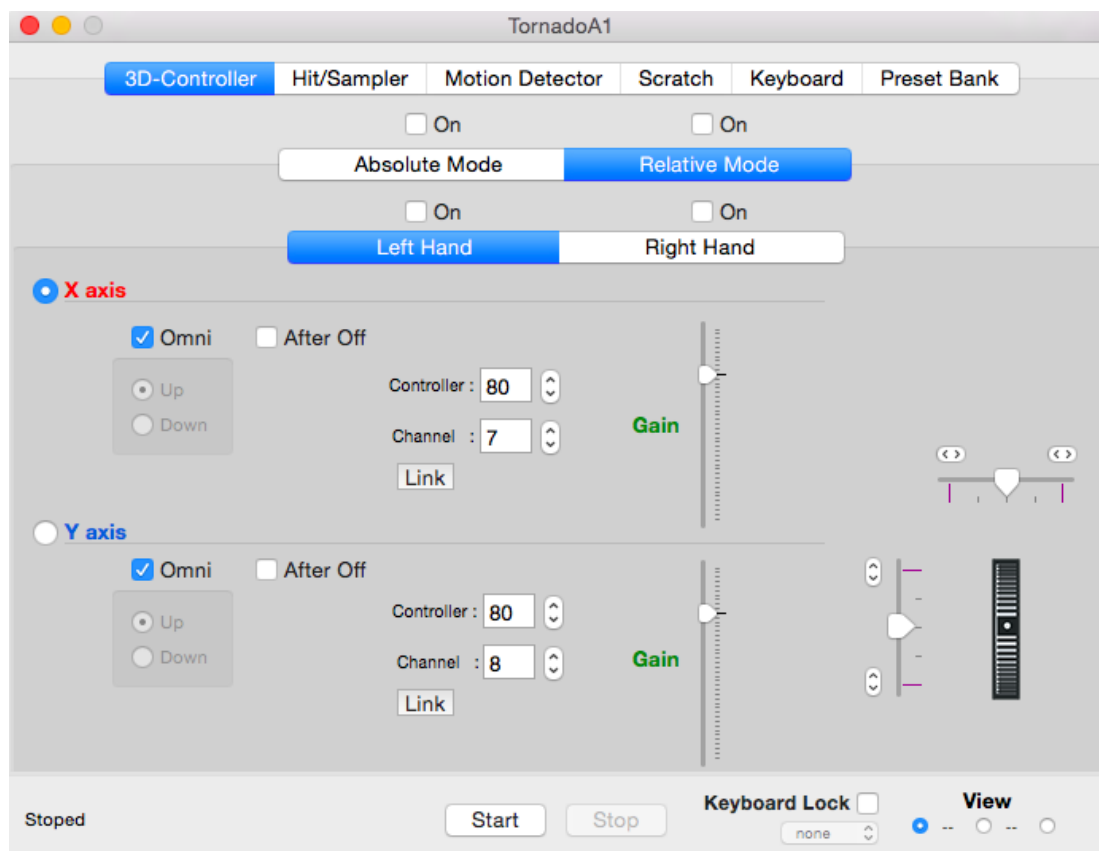 TornadoA1
3D-Controller Hit/Sampler Motion Detector Scratch Keyboard Preset Bank
On On
Absolute Mode Relative Mode
On On
Left Hand Right Hand
X axis
Omni After Off
Up
Down
Controller : 80
Channel : 7
Gain
Link
Y axis
Omni After Off
Up
Down
Controller : 80
Channel : 8
Gain
Link
Stoped
Start Stop
Keyboard Lock
none
View
-- --